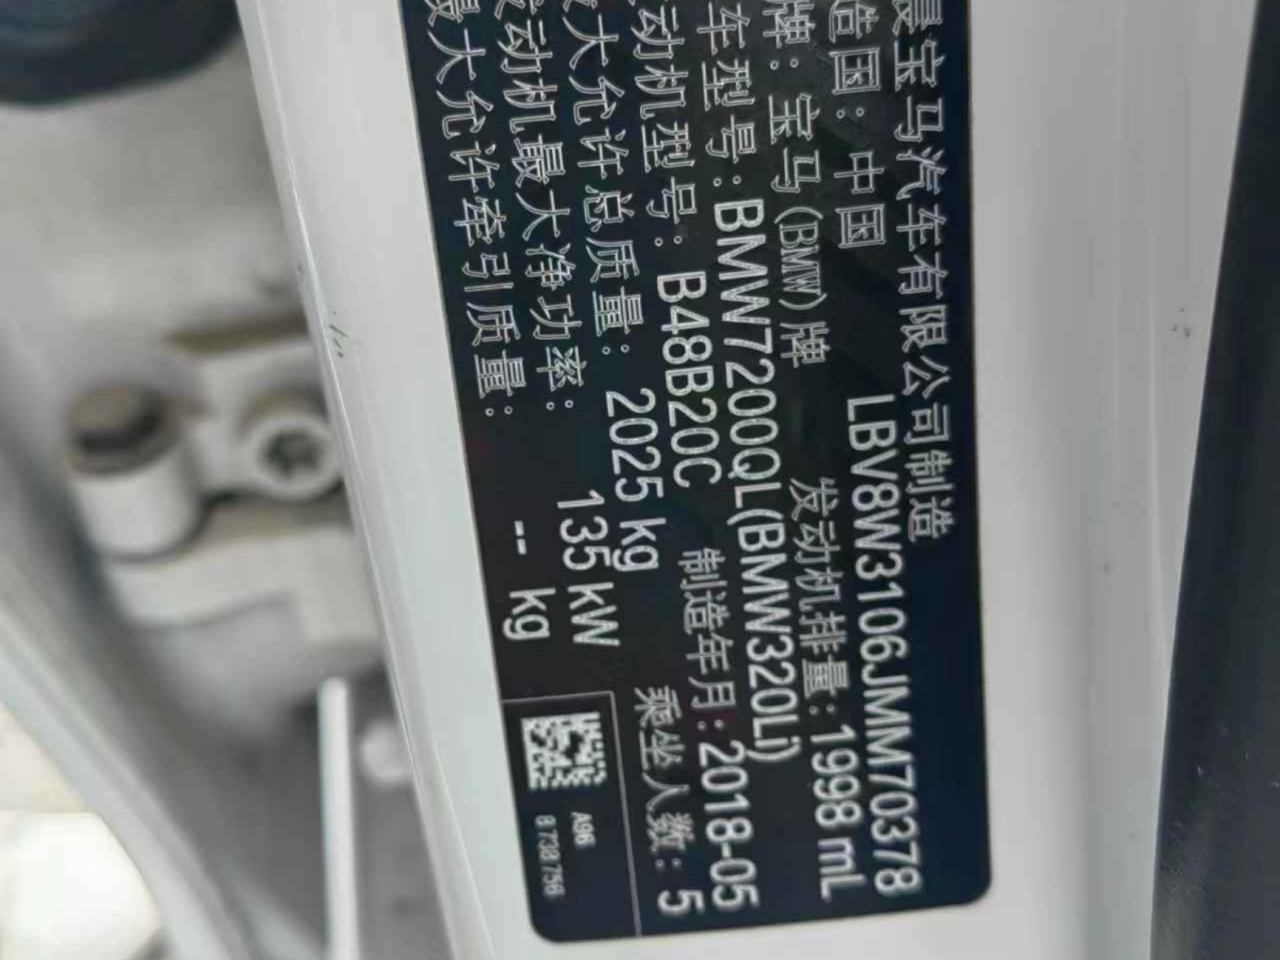 晨宝马汽车有限公司制造
造国：中国 LBV8W3106JMM70378
牌：宝马(BMW)牌 发动机排量：1998 mL
车型号：BMW7200QL(BMW320Li)
动机型号：B48B20C 制造年月：2018-05
大允许总质量：2025 kg 乘坐人数：5
发动机最大净功率：135 kW
最大允许牵引质量：-- kg
A96
8 730 756